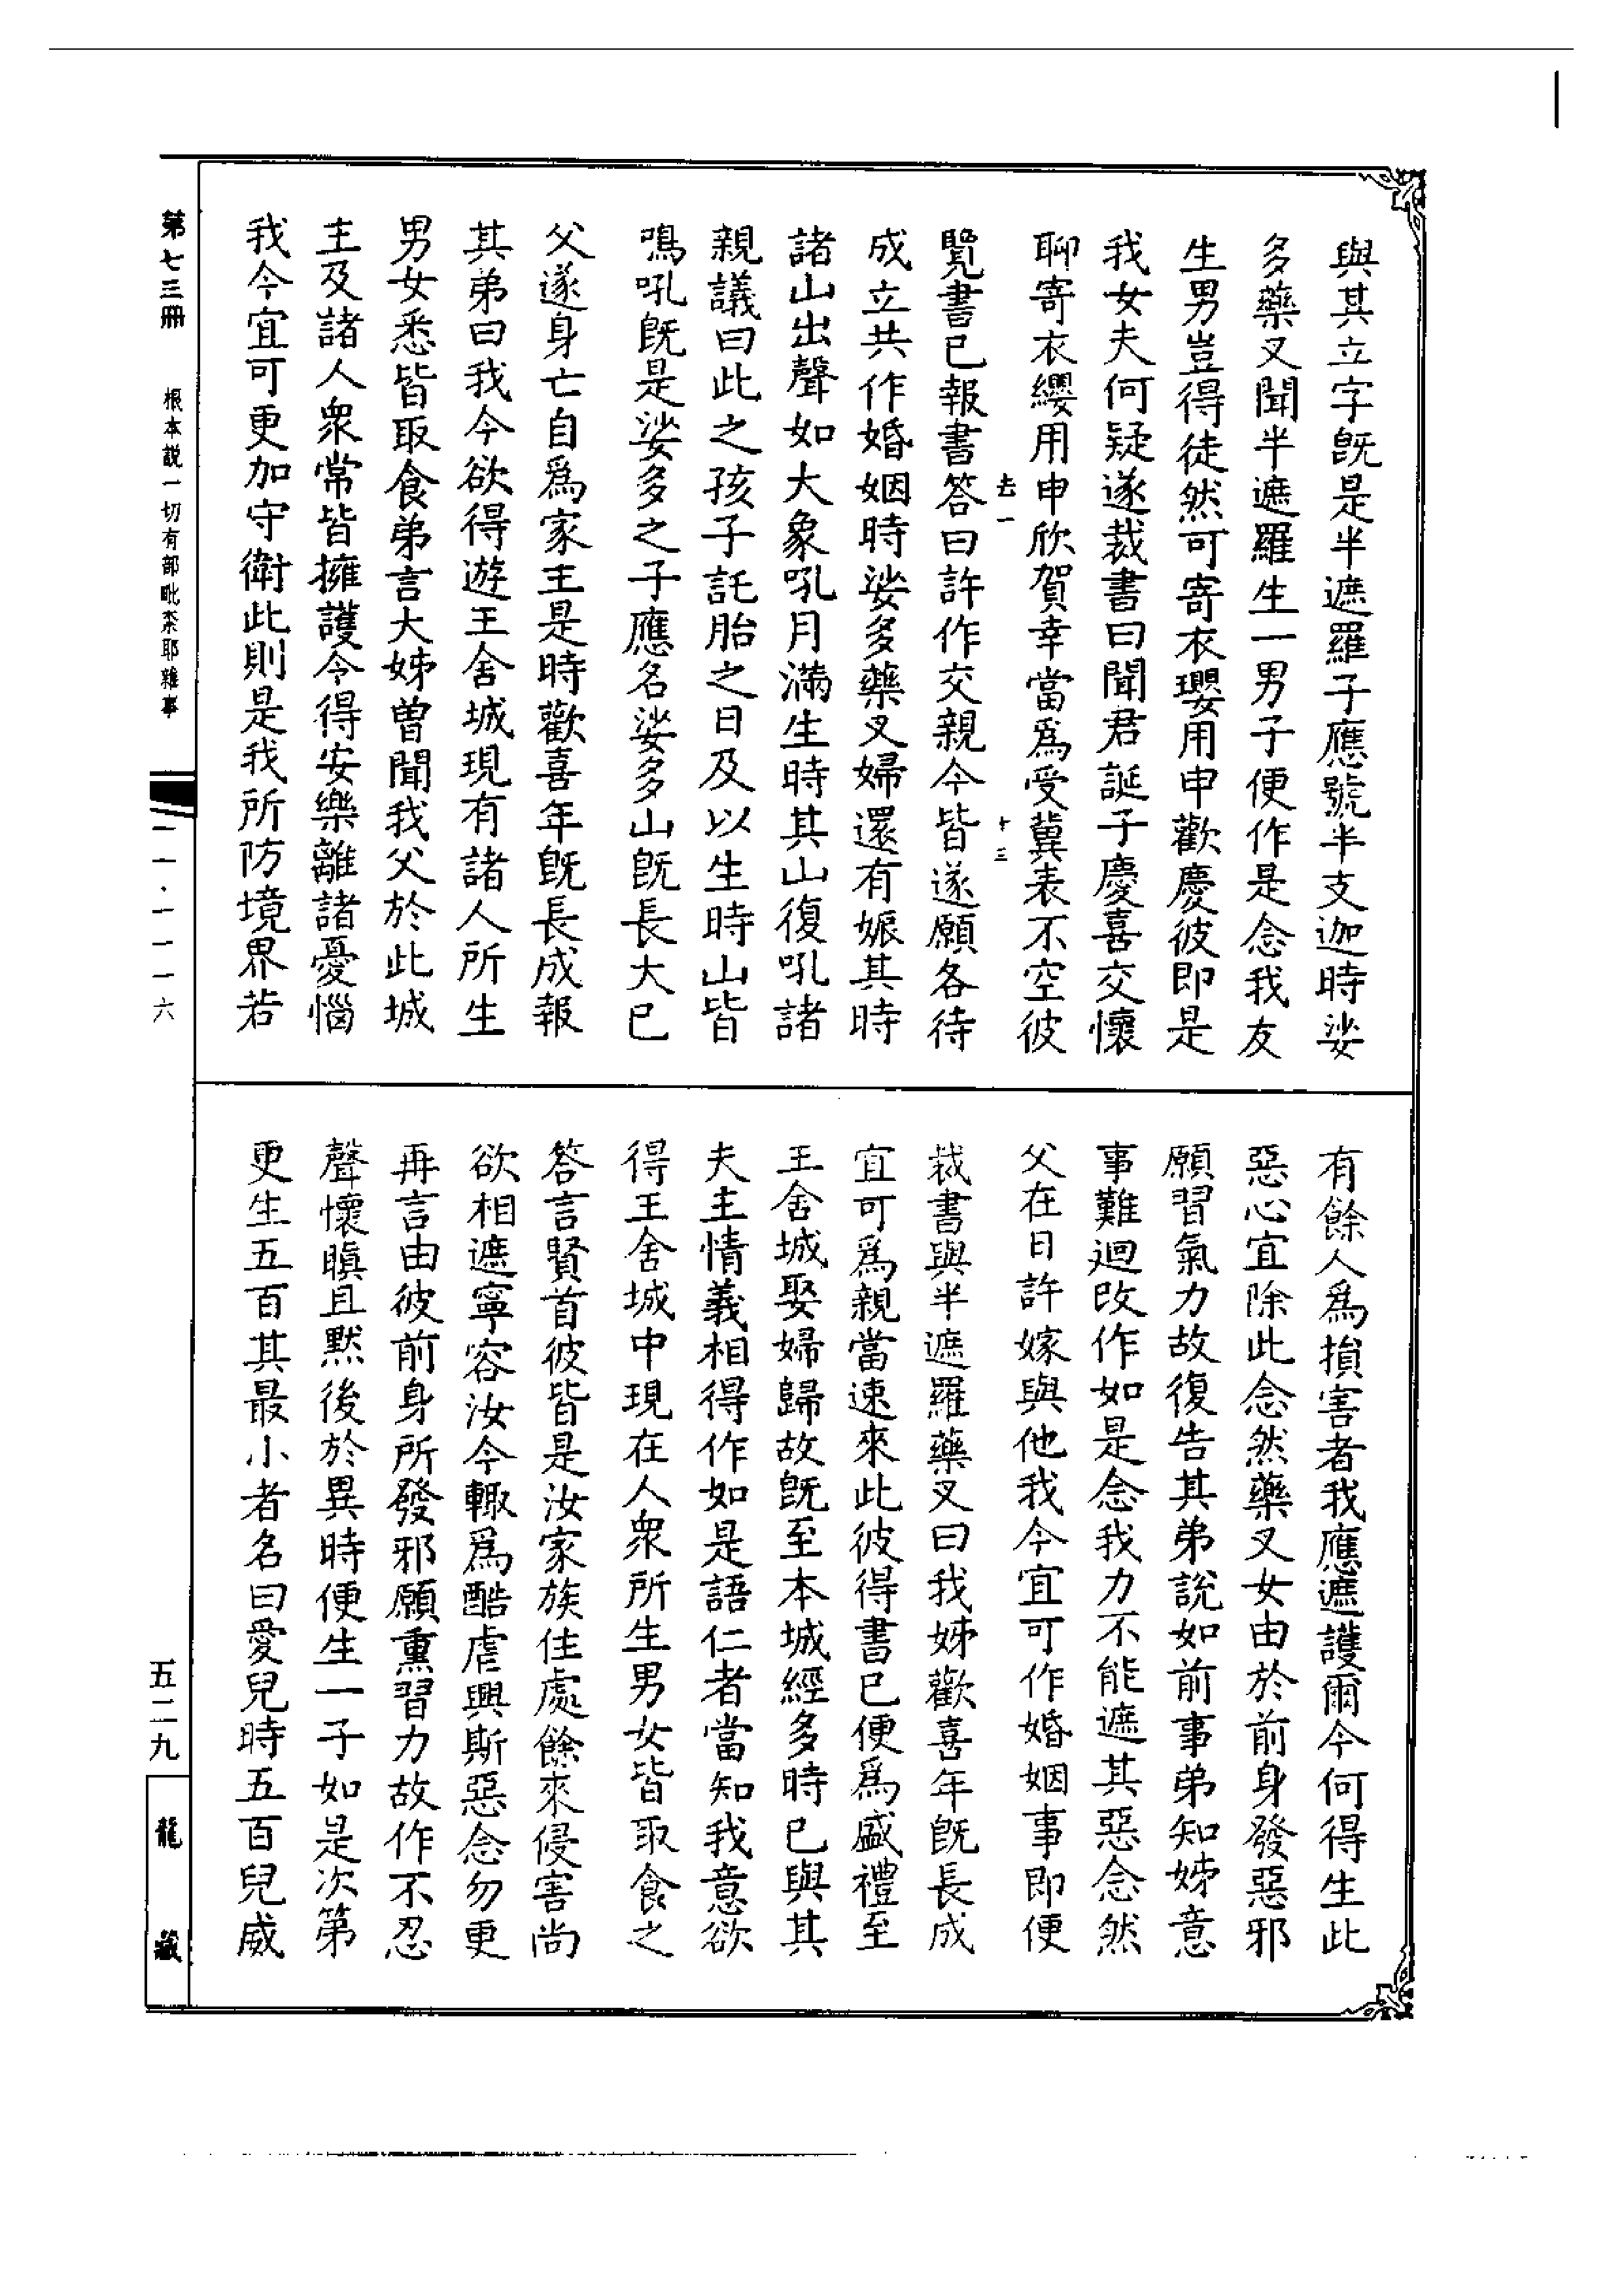 與其立字旣是半遮羅子應號半支迦時娑
多藥叉聞半遮羅生一男子便作是念我友
生男豈得徒然可寄衣瓔用申歡慶彼即是
我女夫何疑遂裁書曰聞君誕子慶喜交懷
聊寄衣纓用申欣賀幸當爲受冀表不空彼
去一 十三
覽書已報書答曰許作交親今皆遂願各待
成立共作婚姻時娑多藥叉婦還有娠其時
諸山出聲如大象吼月滿生時其山復吼諸
親議曰此之孩子託胎之日及以生時山皆
鳴吼旣是娑多之子應名娑多山旣長大已
父遂身亡自爲家主是時歡喜年旣長成報
其弟曰我今欲得遊王舍城現有諸人所生
男女悉皆取食弟言大姊曾聞我父於此城
主及諸人衆常皆擁護令得安樂離諸憂惱
我今宜可更加守衛此則是我所防境界若
有餘人爲損害者我應遮護爾今何得生此
惡心宜除此念然藥叉女由於前身發惡邪
願習氣力故復告其弟說如前事弟知姊意
事難迴改作如是念我力不能遮其惡念然
父在日許嫁與他我今宜可作婚姻事即便
裁書與半遮羅藥叉曰我姊歡喜年旣長成
宜可爲親當速來此彼得書已便爲盛禮至
王舍城娶婦歸故旣至本城經多時已與其
夫主情義相得作如是語仁者當知我意欲
得王舍城中現在人衆所生男女皆取食之
答言賢首彼皆是汝家族住處餘來侵害尚
欲相遮寧容汝今輙爲酷虐興斯惡念勿更
再言由彼前身所發邪願熏習力故作不忍
聲懷瞋且默後於異時便生一子如是次第
更生五百其最小者名曰愛兒時五百兒威
第七三冊 根本説一切有部毗柰耶雜事
一一·一一一六
五二九
龍藏